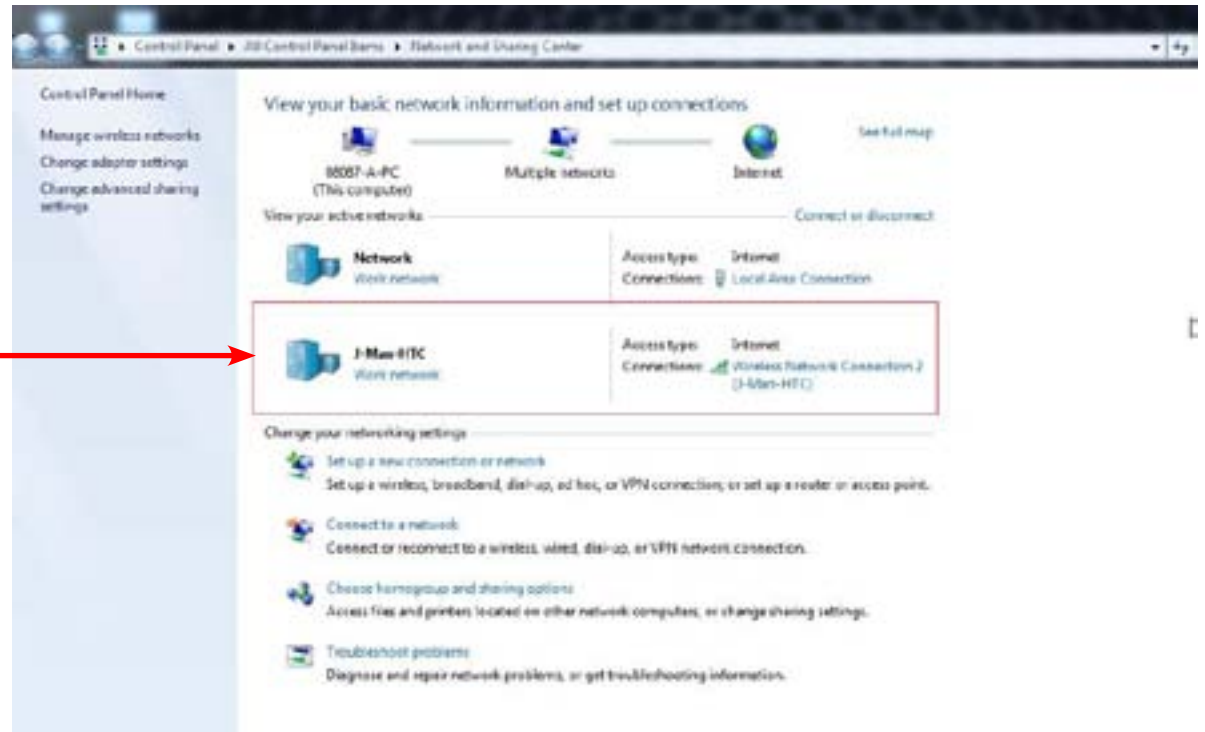 Control Panel ▸ All Control Panel Items ▸ Network and Sharing Center
Control Panel Home
Manage wireless networks
Change adapter settings
Change advanced sharing
settings
View your basic network information and set up connections
See full map
-A-PC
(This computer)
Multiple networks
Internet
View your active networks
Connect or disconnect
Network
Work network
Access type: Internet
Connections: Local Area Connection
J-Man-HTC
Work network
Access type: Internet
Connections: Wireless Network Connection 2
(J-Man-HTC)
Change your networking settings
Set up a new connection or network
Set up a wireless, broadband, dial-up, ad hoc, or VPN connection; or set up a router or access point.
Connect to a network
Connect or reconnect to a wireless, wired, dial-up, or VPN network connection.
Choose homegroup and sharing options
Access files and printers located on other network computers, or change sharing settings.
Troubleshoot problems
Diagnose and repair network problems, or get troubleshooting information.